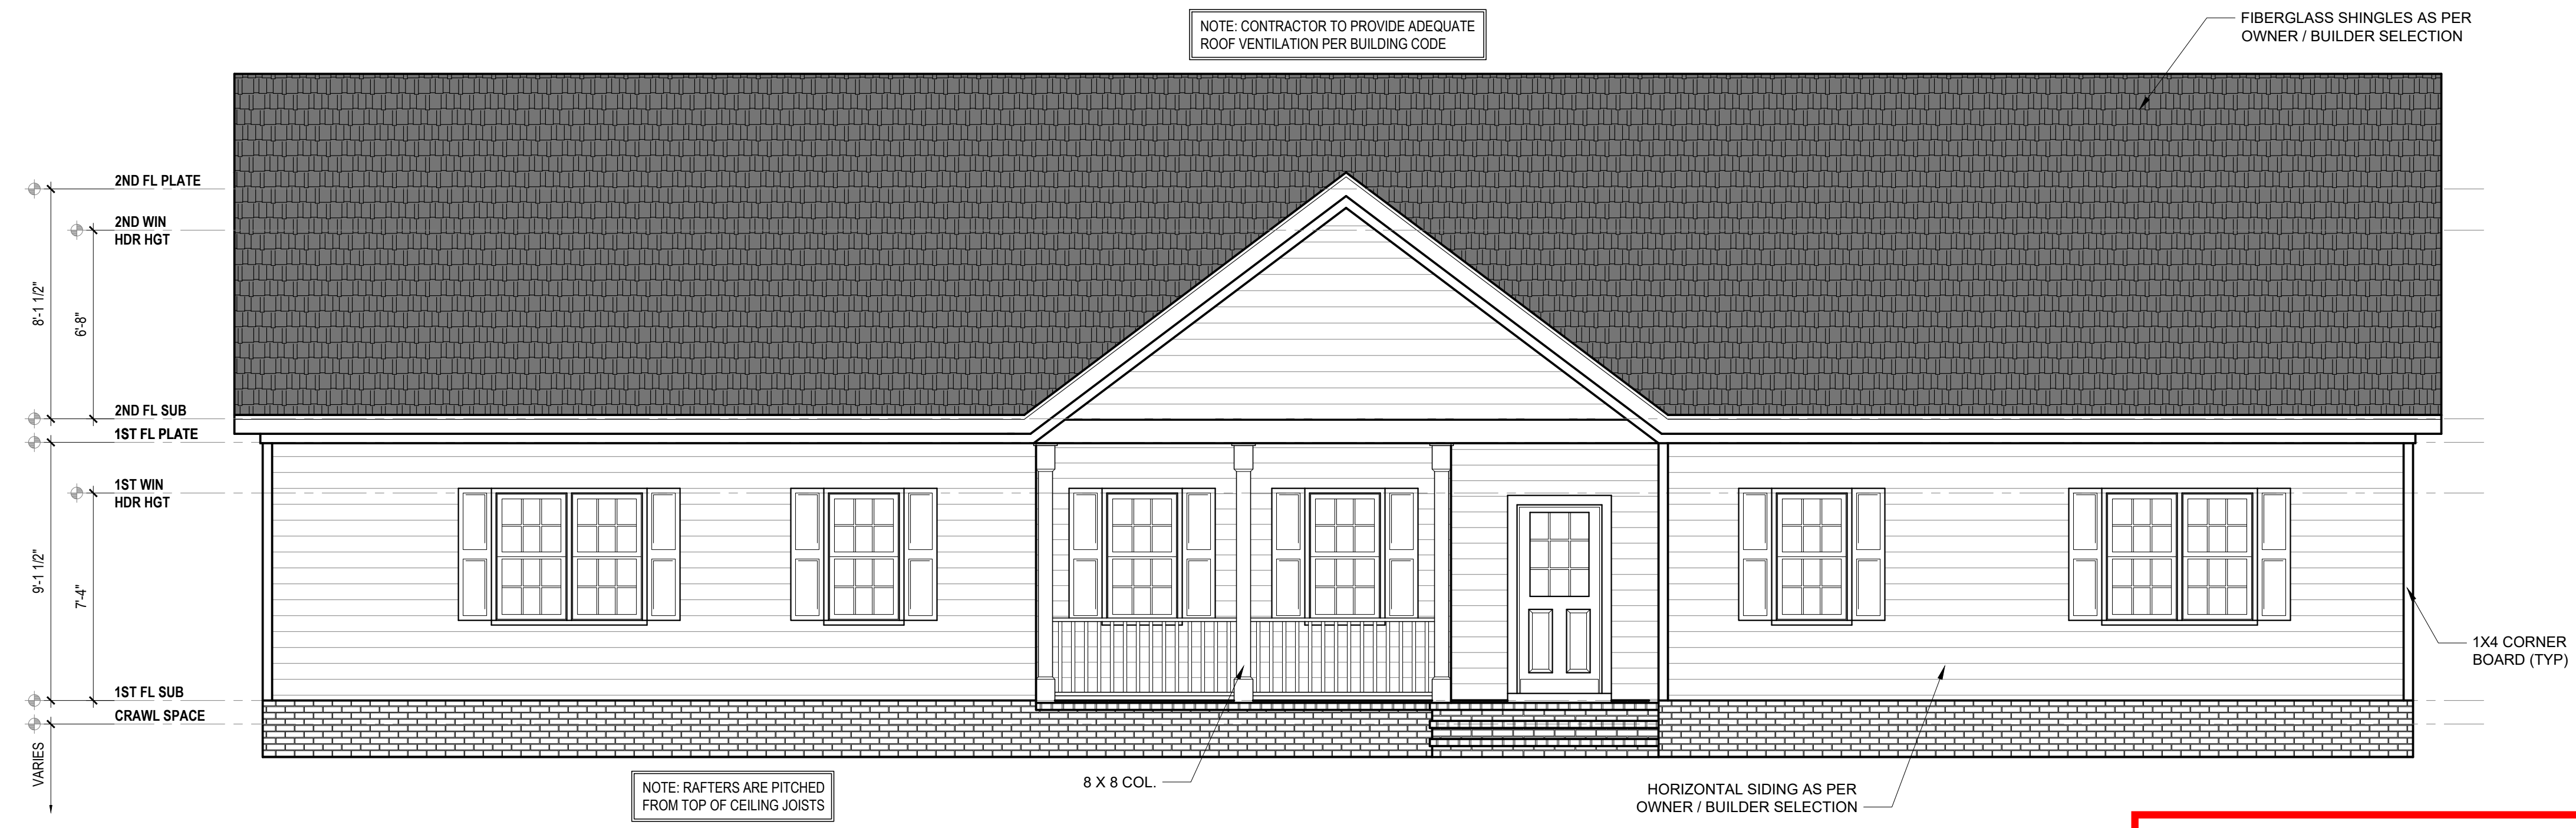 NOTE: CONTRACTOR TO PROVIDE ADEQUATE
ROOF VENTILATION PER BUILDING CODE
FIBERGLASS SHINGLES AS PER
OWNER / BUILDER SELECTION
2ND FL PLATE
2ND WIN
HDR HGT
8'-1 1/2"
6'-8"
2ND FL SUB
1ST FL PLATE
1ST WIN
HDR HGT
9'-1 1/2"
7'-4"
1ST FL SUB
CRAWL SPACE
VARIES
1X4 CORNER
BOARD (TYP)
NOTE: RAFTERS ARE PITCHED
FROM TOP OF CEILING JOISTS
8 X 8 COL.
HORIZONTAL SIDING AS PER
OWNER / BUILDER SELECTION